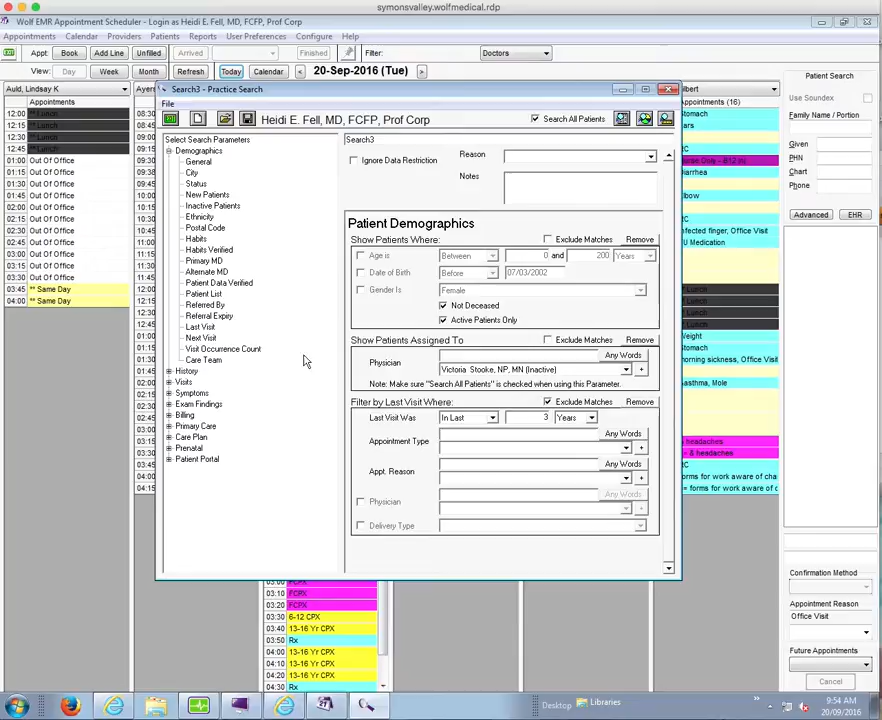 symonsvalley.wolfmedical.rdp
Wolf EMR Appointment Scheduler - Login as Heidi E. Fell, MD, FCFP, Prof Corp
Appointments Calendar Providers Patients Reports User Preferences Configure Help
Appt: Book Add Line Unfilled Arrived Finished Filter: Doctors
View: Day Week Month Refresh Today Calendar < 20-Sep-2016 (Tue) >
Auld, Lindsay K
Appointments
12:00 ** Lunch
12:15 ** Lunch
12:30 ** Lunch
12:45 ** Lunch
01:00 Out Of Office
01:15 Out Of Office
01:30 Out Of Office
01:45 Out Of Office
02:00 Out Of Office
02:15 Out Of Office
02:30 Out Of Office
02:45 Out Of Office
03:00 Out Of Office
03:15 Out Of Office
03:30 Out Of Office
03:45 ** Same Day
04:00 ** Same Day
Search3 - Practice Search
File
Heidi E. Fell, MD, FCFP, Prof Corp
Search All Patients
Select Search Parameters
Demographics
General
City
Status
New Patients
Inactive Patients
Ethnicity
Postal Code
Habits
Habits Verified
Primary MD
Alternate MD
Patient Data Verified
Patient List
Referred By
Referral Expiry
Last Visit
Next Visit
Visit Occurrence Count
Care Team
History
Visits
Symptoms
Exam Findings
Billing
Primary Care
Care Plan
Prenatal
Patient Portal
Search3
Ignore Data Restriction
Reason
Notes
Patient Demographics
Show Patients Where: Exclude Matches Remove
Age is Between 0 and 200 Years
Date of Birth Before 07/03/2002
Gender Is Female
Not Deceased
Active Patients Only
Show Patients Assigned To Exclude Matches Remove
Physician Any Words
Victoria Stooke, NP, MN (Inactive) +
Note: Make sure "Search All Patients" is checked when using this Parameter.
Filter by Last Visit Where: Exclude Matches Remove
Last Visit Was In Last 3 Years
Appointment Type Any Words
+
Appt. Reason Any Words
+
Physician Any Words
+
Delivery Type
03:00 FCPX
03:10 FCPX
03:20 FCPX
03:30 6-12 CPX
03:40 13-16 Yr CPX
03:50 Rx
04:00 13-16 Yr CPX
04:10 13-16 Yr CPX
04:20 13-16 Yr CPX
04:30 Rx
Appointments (16)
Weight
Stomach
Asthma, Mole
Patient Search
Use Soundex
Family Name / Portion
Given
PHN
Chart
Phone
Advanced EHR
Confirmation Method
Appointment Reason
Office Visit
Future Appointments
Cancel
Desktop Libraries
9:54 AM
20/09/2016